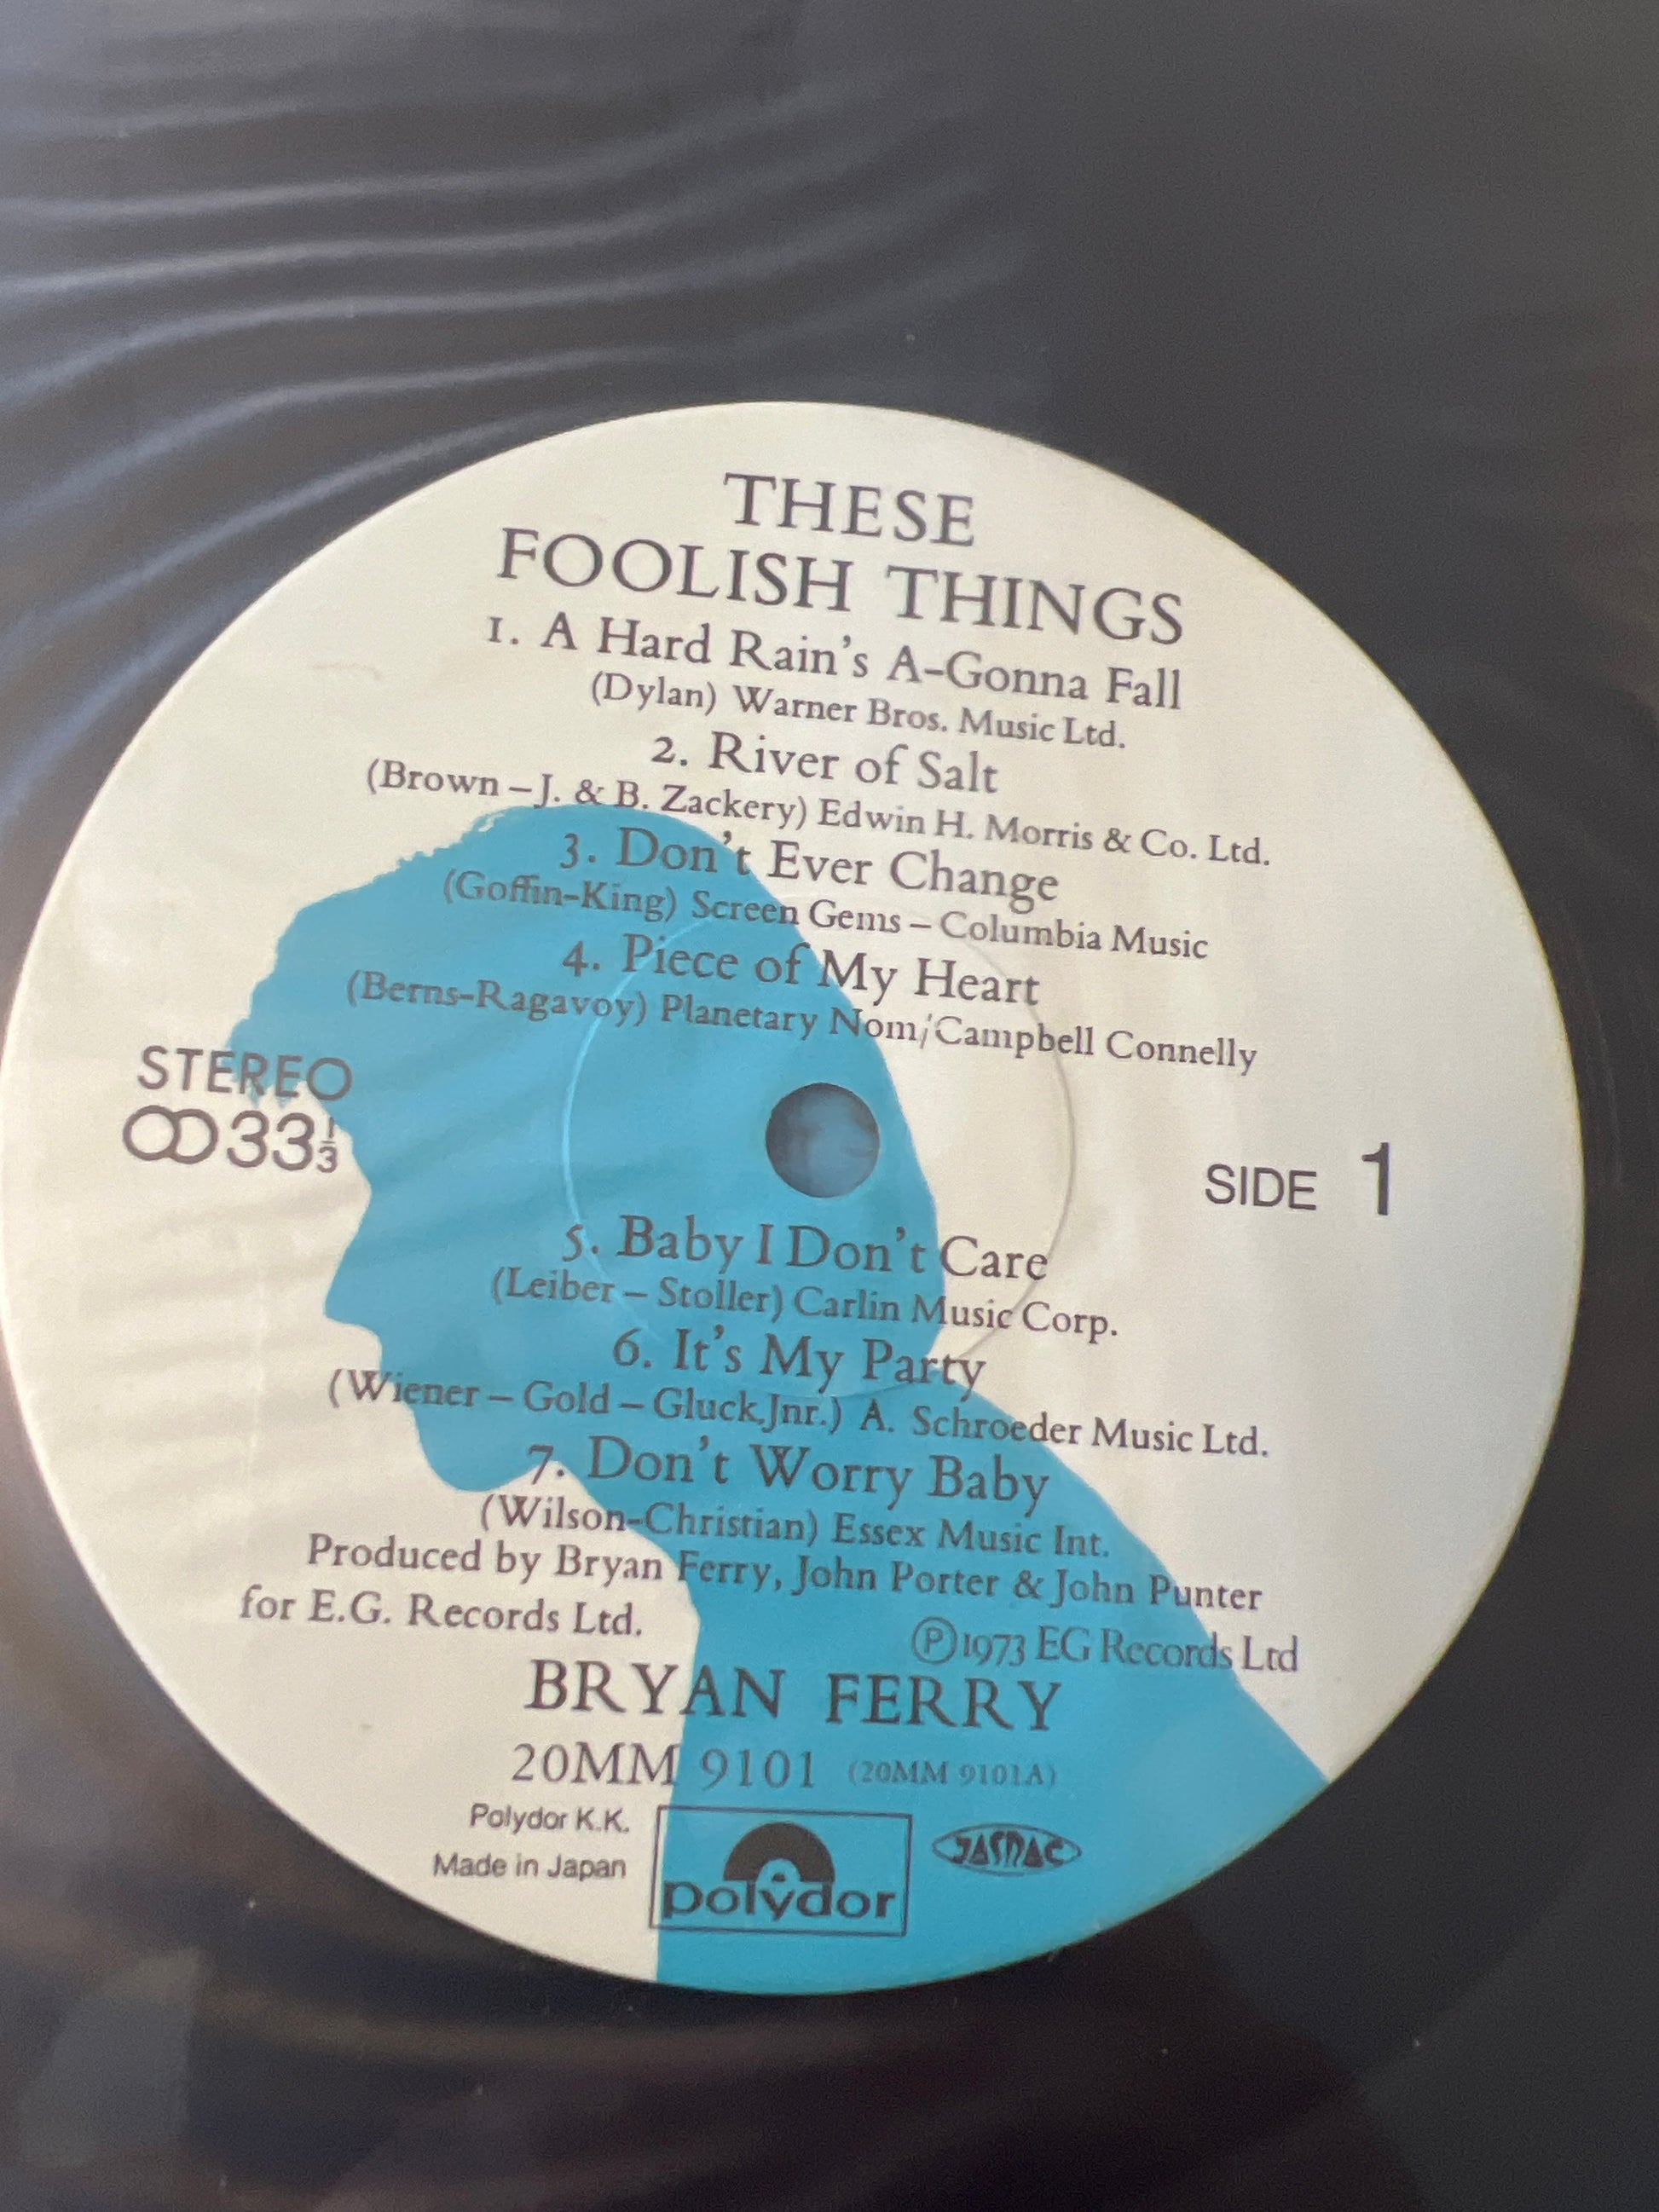 THESE
FOOLISH THINGS
1. A Hard Rain's A-Gonna Fall
(Dylan) Warner Bros. Music Ltd.
2. River of Salt
(Brown – J. & B. Zackery) Edwin H. Morris & Co. Ltd.
3. Don't Ever Change
(Goffin-King) Screen Gems – Columbia Music
4. Piece of My Heart
(Berns-Ragavoy) Planetary Nom/Campbell Connelly
STEREO
33 1/3
SIDE 1
5. Baby I Don't Care
(Leiber – Stoller) Carlin Music Corp.
6. It's My Party
(Wiener – Gold – Gluck,Jnr.) A. Schroeder Music Ltd.
7. Don't Worry Baby
(Wilson-Christian) Essex Music Int.
Produced by Bryan Ferry, John Porter & John Punter
for E.G. Records Ltd.
Ⓟ1973 EG Records Ltd
BRYAN FERRY
20MM 9101 (20MM 9101A)
Polydor K.K.
Made in Japan
polydor
JASRAC